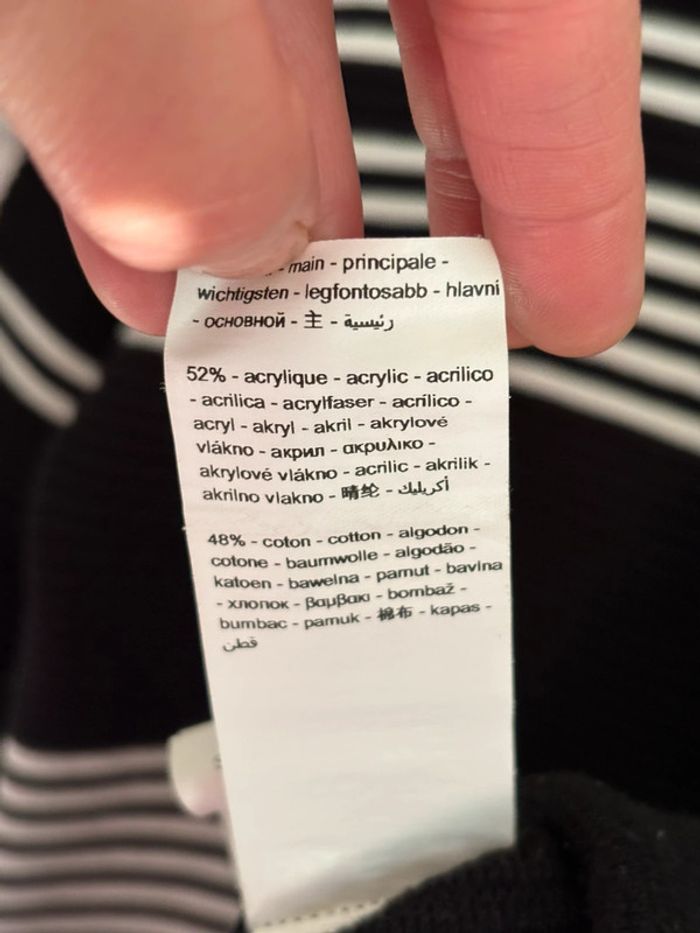 - main - principale -
wichtigsten - legfontosabb - hlavní
- основной - 主 - رئيسية
52% - acrylique - acrylic - acrilico
- acrilica - acrylfaser - acrílico -
acryl - akryl - akril - akrylové
vlákno - акрил - ακρυλικο -
akrylové vlákno - acrilic - akrilik -
akrilno vlakno - 晴纶 - أكريليك
48% - coton - cotton - algodon -
cotone - baumwolle - algodão -
katoen - bawełna - pamut - bavlna
- хлопок - βαμβακι - bombaž -
bumbac - pamuk - 棉布 - kapas -
قطن